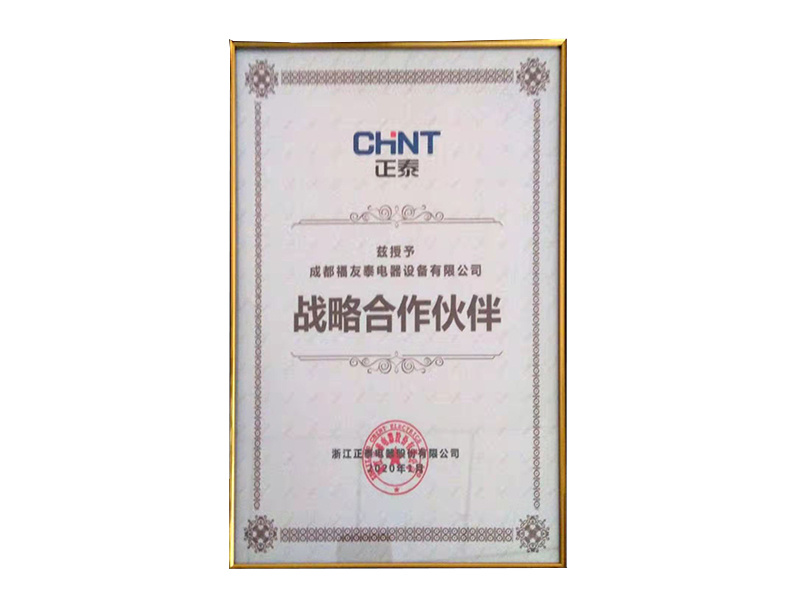 CHNT
正泰
兹授予
成都福友泰电器设备有限公司
战略合作伙伴
浙江正泰电器股份有限公司
2020年1月